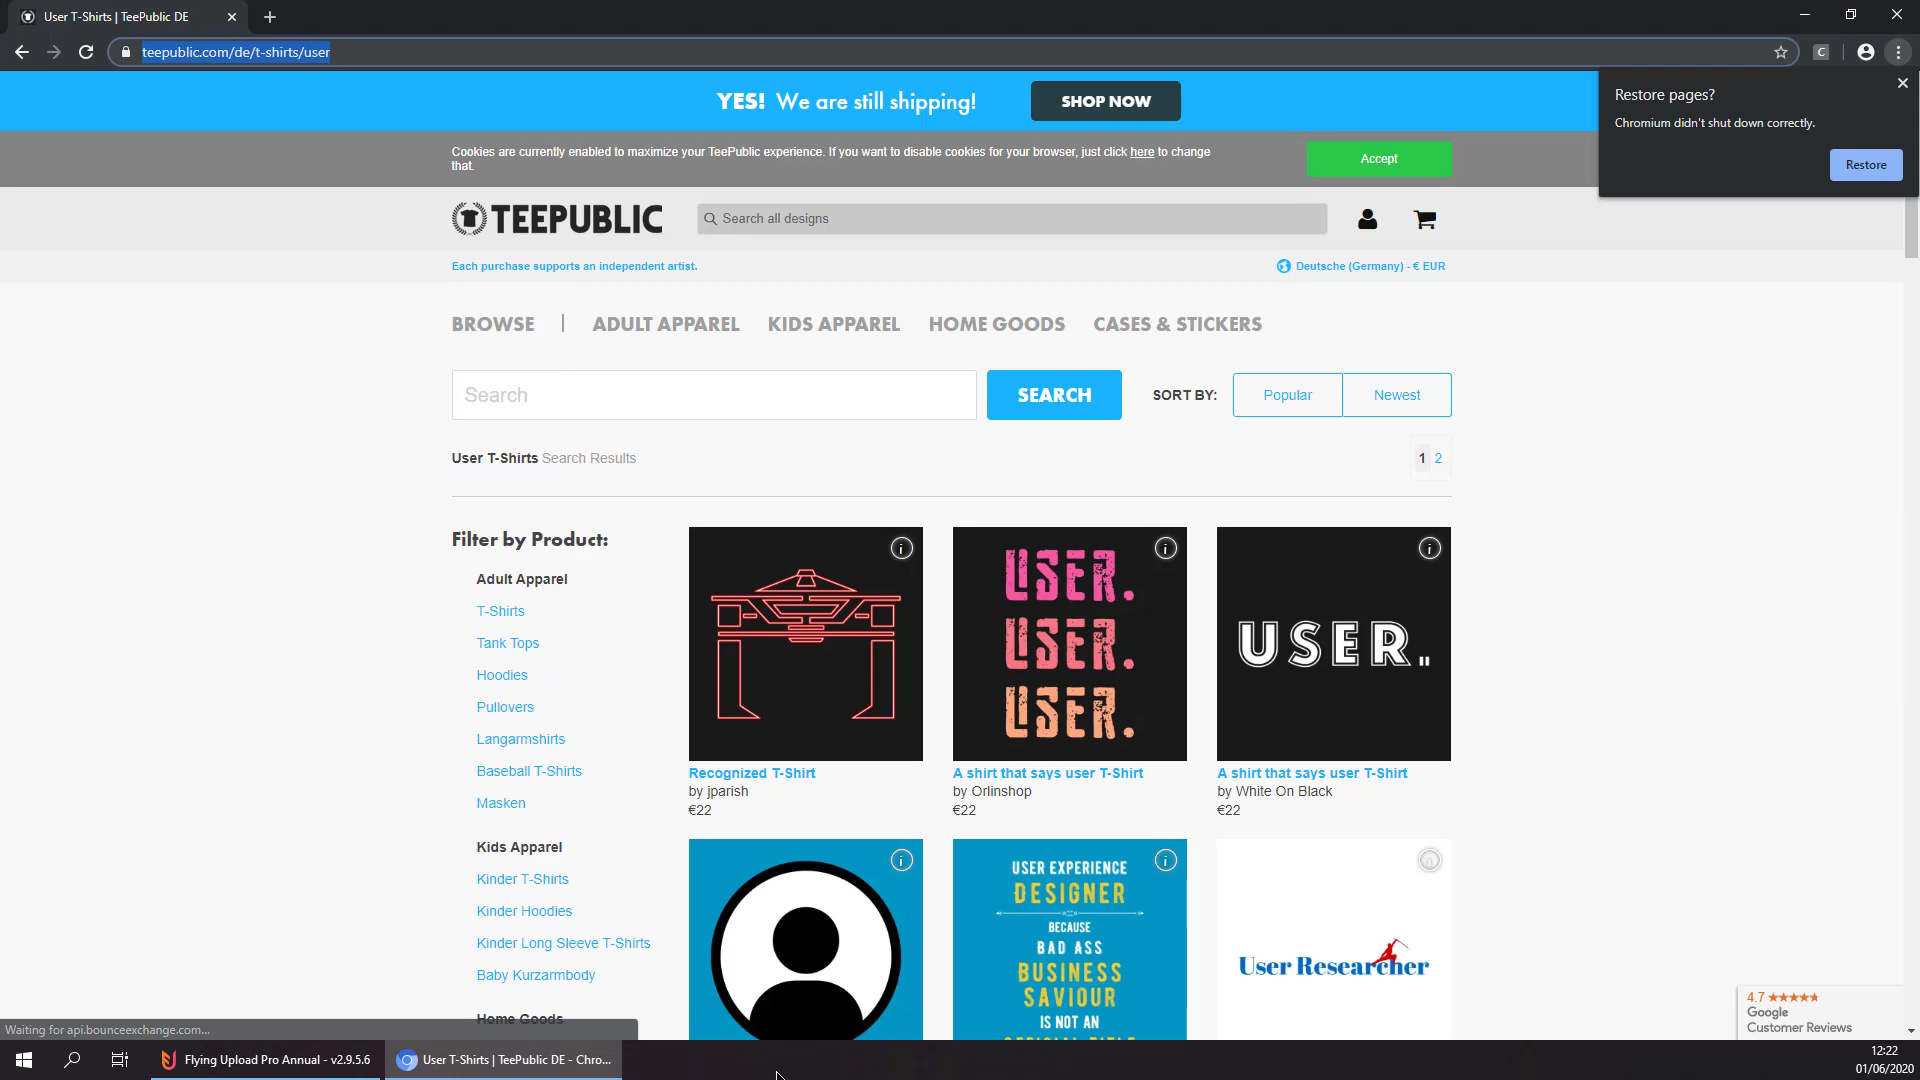 User T-Shirts | TeePublic DE
teepublic.com/de/t-shirts/user
C
YES! We are still shipping!
SHOP NOW
Restore pages?
Chromium didn't shut down correctly.
Restore
Cookies are currently enabled to maximize your TeePublic experience. If you want to disable cookies for your browser, just click here to change
that.
Accept
TEEPUBLIC
Search all designs
Each purchase supports an independent artist.
Deutsche (Germany) - € EUR
BROWSE | ADULT APPAREL KIDS APPAREL HOME GOODS CASES & STICKERS
Search
SEARCH
SORT BY:
Popular
Newest
User T-Shirts Search Results
1 2
Filter by Product:
Adult Apparel
T-Shirts
Tank Tops
Hoodies
Pullovers
Langarmshirts
Baseball T-Shirts
Masken
Kids Apparel
Kinder T-Shirts
Kinder Hoodies
Kinder Long Sleeve T-Shirts
Baby Kurzarmbody
Home Goods
Recognized T-Shirt
by jparish
€22
USER.
USER.
USER.
A shirt that says user T-Shirt
by Orlinshop
€22
USER..
A shirt that says user T-Shirt
by White On Black
€22
USER EXPERIENCE
DESIGNER
BECAUSE
BAD ASS
BUSINESS
SAVIOUR
IS NOT AN
OFFICIAL TITLE
User Researcher
4.7
Google
Customer Reviews
Waiting for api.bounceexchange.com...
Flying Upload Pro Annual - v2.9.5.6
User T-Shirts | TeePublic DE - Chro...
12:22
01/06/2020